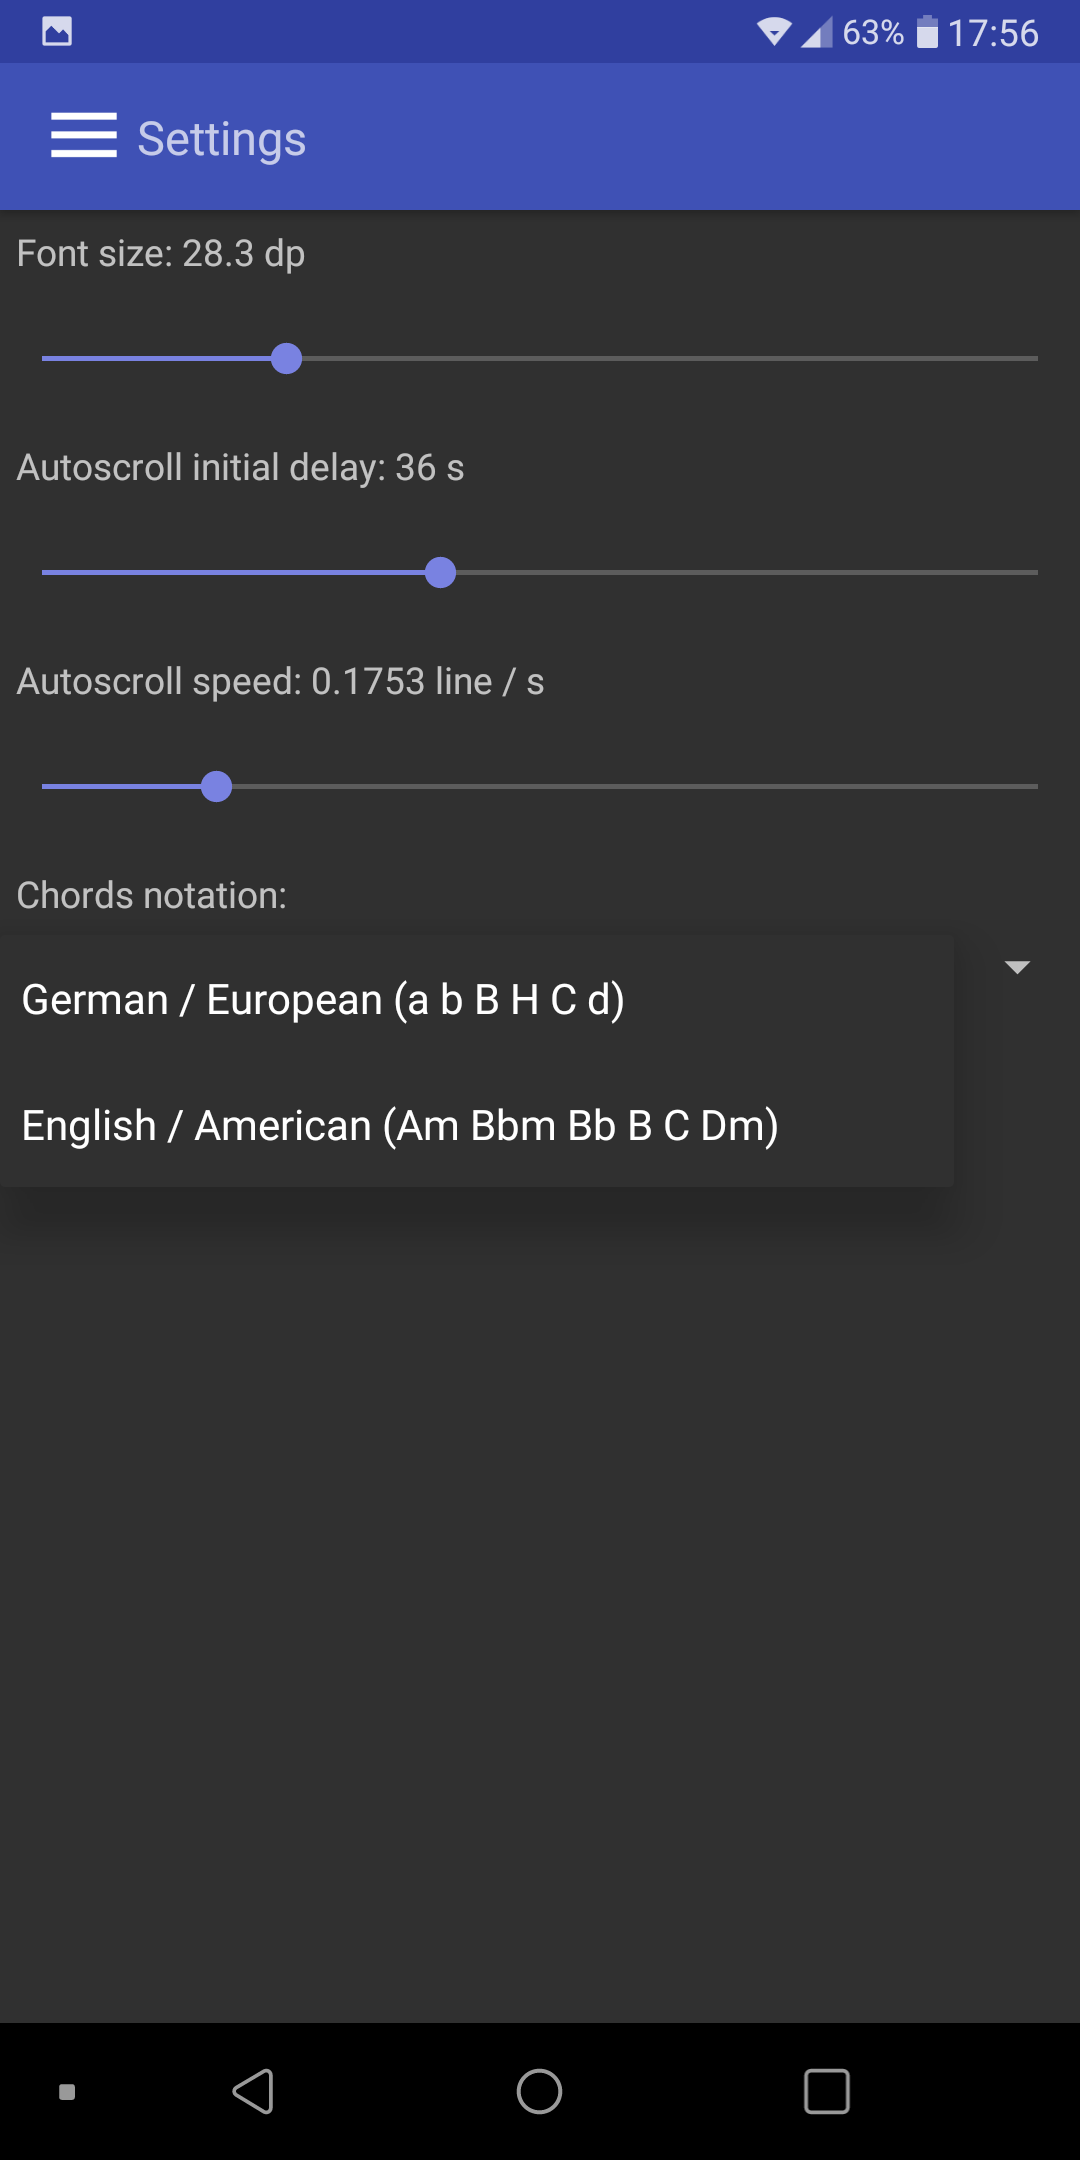 63% 17:56
Settings
Font size: 28.3 dp
Autoscroll initial delay: 36 s
Autoscroll speed: 0.1753 line / s
Chords notation:
German / European (a b B H C d)
English / American (Am Bbm Bb B C Dm)